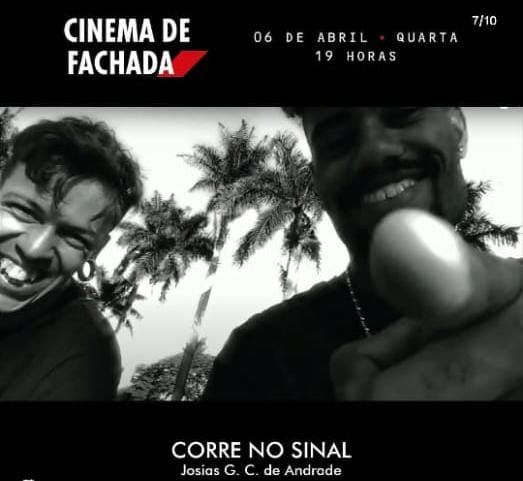 CINEMA DE
FACHADA
06 DE ABRIL • QUARTA
19 HORAS
7/10
CORRE NO SINAL
Josias G. C. de Andrade